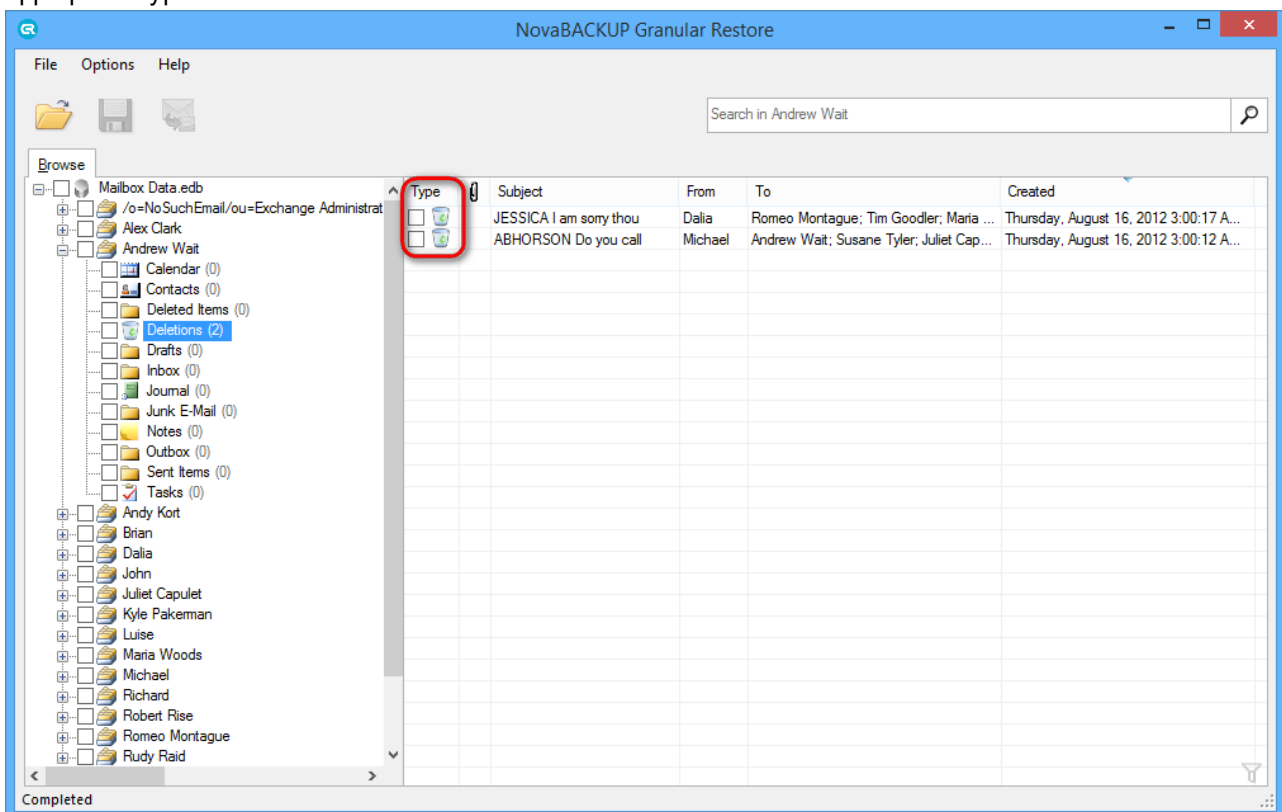 NovaBACKUP Granular Restore
File Options Help
Search in Andrew Wait
Browse
Mailbox Data.edb
/o=NoSuchEmail/ou=Exchange Administrat
Alex Clark
Andrew Wait
Calendar (0)
Contacts (0)
Deleted Items (0)
Deletions (2)
Drafts (0)
Inbox (0)
Journal (0)
Junk E-Mail (0)
Notes (0)
Outbox (0)
Sent Items (0)
Tasks (0)
Andy Kort
Brian
Dalia
John
Juliet Capulet
Kyle Pakerman
Luise
Maria Woods
Michael
Richard
Robert Rise
Romeo Montague
Rudy Raid
Type Subject From To Created
JESSICA I am sorry thou Dalia Romeo Montague; Tim Goodler; Maria ... Thursday, August 16, 2012 3:00:17 A...
ABHORSON Do you call Michael Andrew Wait; Susane Tyler; Juliet Cap... Thursday, August 16, 2012 3:00:12 A...
Completed